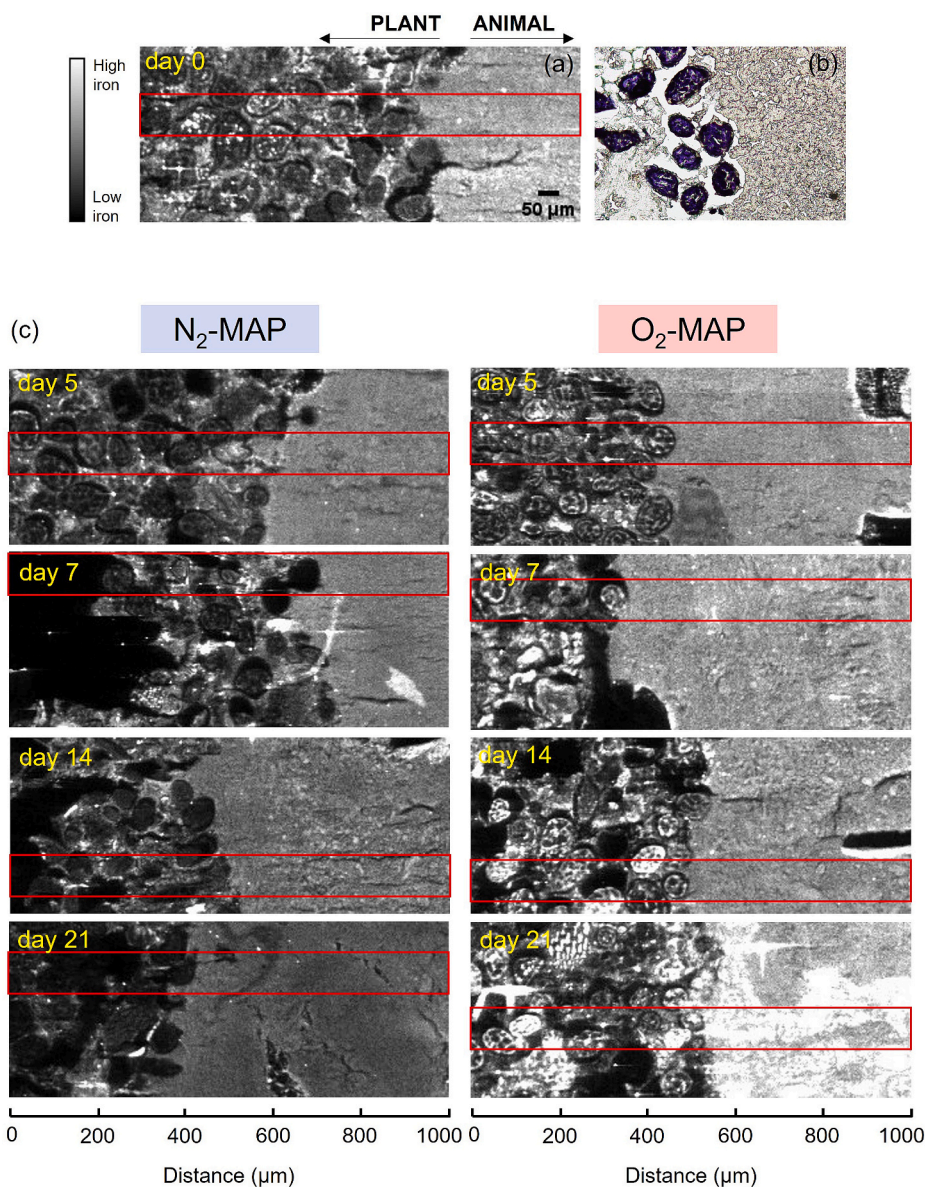 PLANT ANIMAL
High
iron
Low
iron
day 0
(a)
50 µm
(b)
(c)
N₂-MAP
O₂-MAP
day 5
day 5
day 7
day 7
day 14
day 14
day 21
day 21
0 200 400 600 800 1000
0 200 400 600 800 1000
Distance (µm)
Distance (µm)